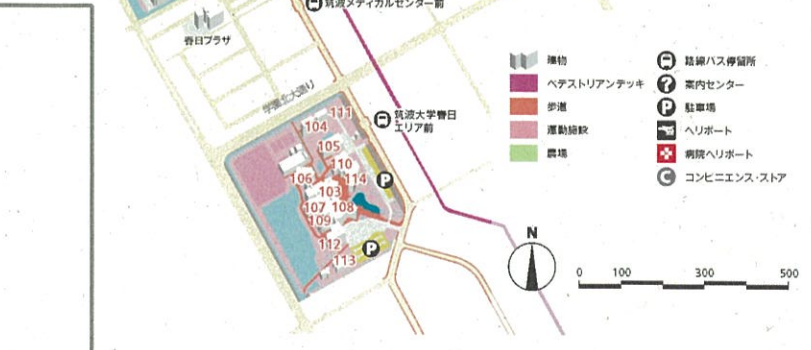 筑波メディカルセンター前
春日プラザ
学園北大通り
筑波大学春日
エリア前
111
104
105
110
106
114
103
107
108
109
112
113
P
P
建物
ペデストリアンデッキ
歩道
運動施設
農場
路線バス停留所
? 案内センター
P 駐車場
ヘリポート
病院ヘリポート
C コンビニエンス・ストア
N
0 100 300 500